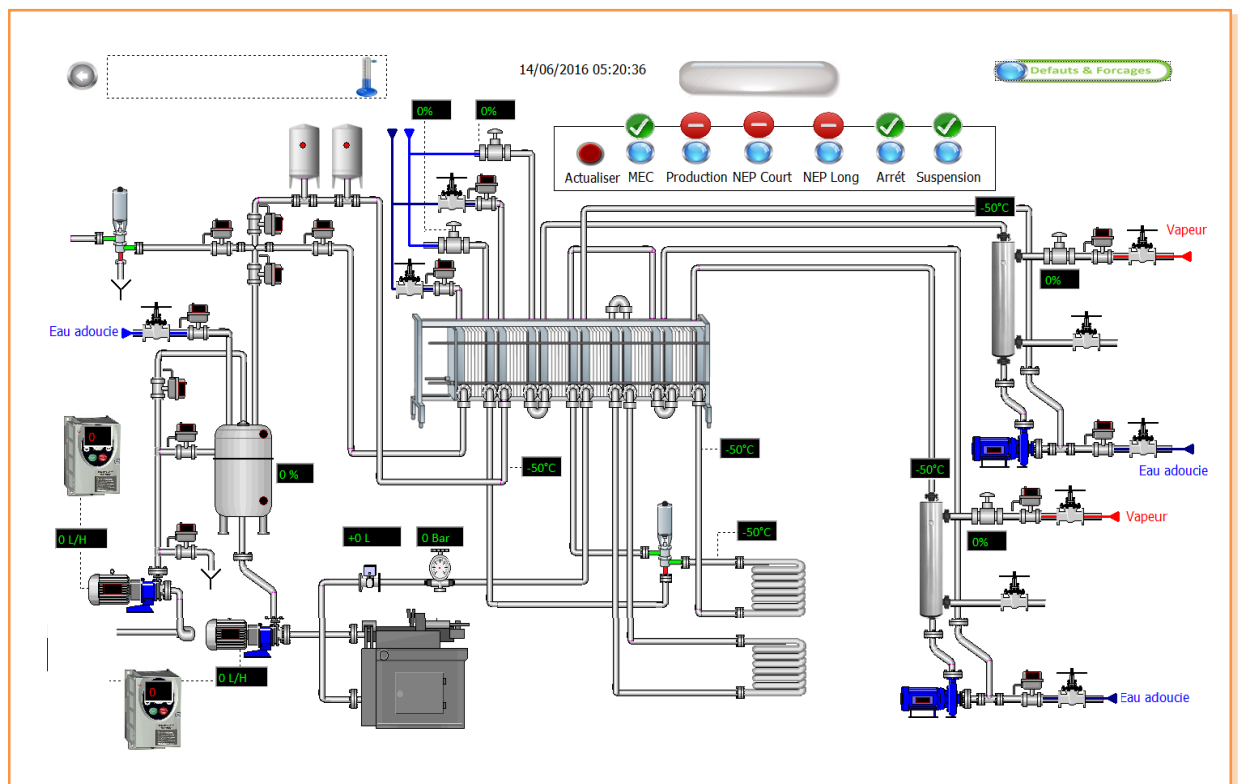 14/06/2016 05:20:36
Defauts & Forcages
0%
0%
Actualiser MEC Production NEP Court NEP Long Arrét Suspension
-50°C
Vapeur
0%
Eau adoucie
0
-50°C
-50°C
-50°C
Eau adoucie
0 %
Vapeur
0 L/H
+0 L
0 Bar
-50°C
0%
0 L/H
0
Eau adoucie